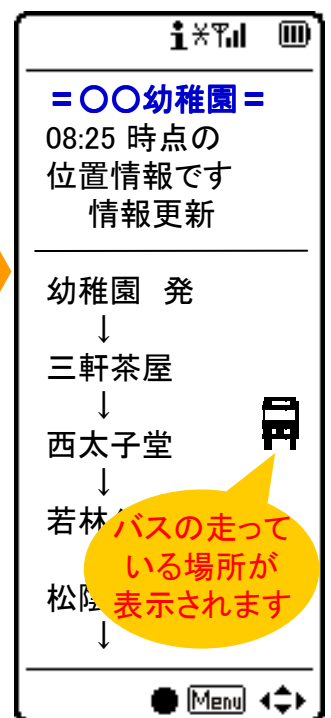 =〇〇幼稚園=
08:25 時点の
位置情報です
情報更新
幼稚園 発
↓
三軒茶屋
↓
西太子堂
↓
若林
バスの走って
いる場所が
表示されます
松陰
↓
Menu